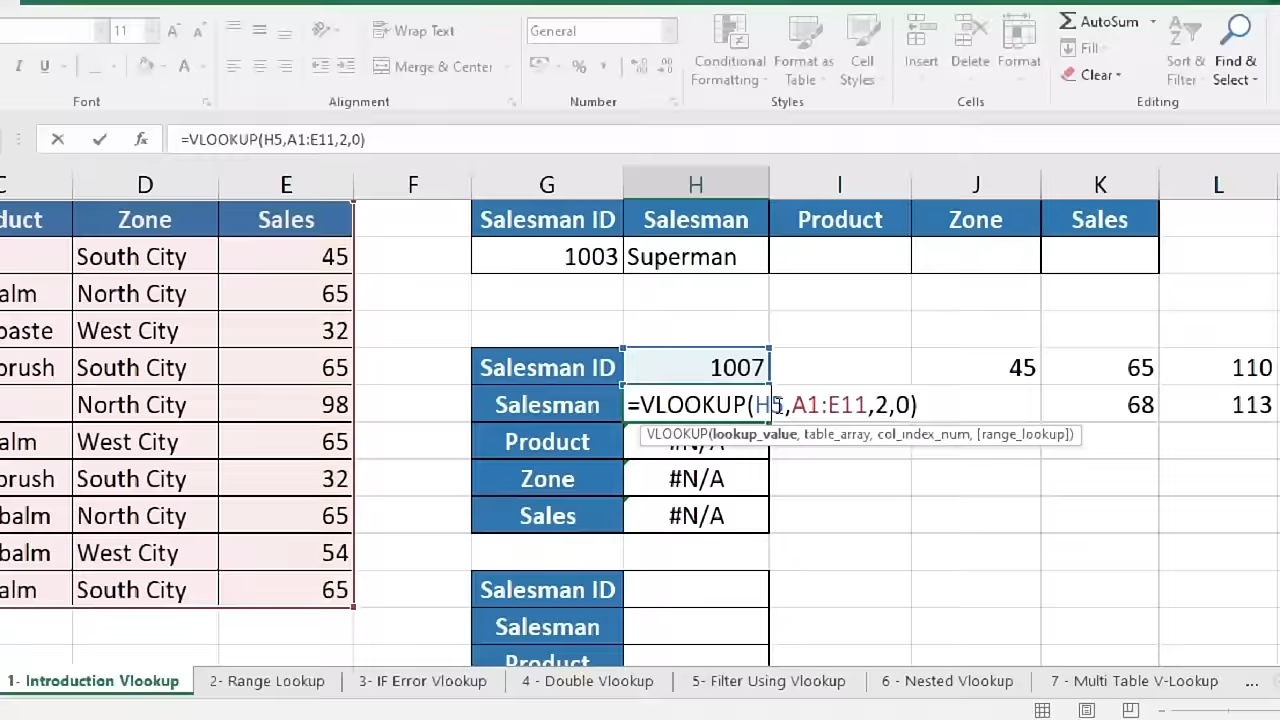 11
Wrap Text
General
AutoSum
Fill
Merge & Center
%
Conditional Formatting
Format as Table
Cell Styles
Insert
Delete
Format
Clear
Sort & Filter
Find & Select
Font
Alignment
Number
Styles
Cells
Editing
fx
=VLOOKUP(H5,A1:E11,2,0)
D E F G H I J K L
duct Zone Sales Salesman ID Salesman Product Zone Sales
South City 45 1003 Superman
alm North City 65
paste West City 32
brush South City 65 Salesman ID 1007 45 65 110
North City 98 Salesman =VLOOKUP(H5,A1:E11,2,0) 68 113
VLOOKUP(lookup_value, table_array, col_index_num, [range_lookup])
alm West City 65 Product #N/A
brush South City 32 Zone #N/A
balm North City 65 Sales #N/A
balm West City 54
alm South City 65 Salesman ID
Salesman
Product
1- Introduction Vlookup 2- Range Lookup 3- IF Error Vlookup 4 - Double Vlookup 5- Filter Using Vlookup 6 - Nested Vlookup 7 - Multi Table V-Lookup ...